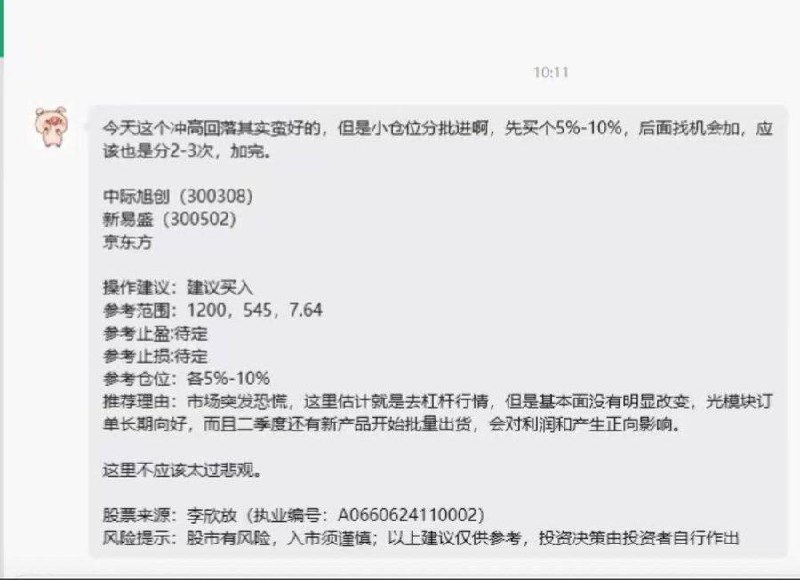 10:11
今天这个冲高回落其实蛮好的，但是小仓位分批进啊，先买个5%-10%，后面找机会加，应
该也是分2-3次，加完。
中际旭创（300308）
新易盛（300502）
京东方
操作建议：建议买入
参考范围：1200，545，7.64
参考止盈:待定
参考止损:待定
参考仓位：各5%-10%
推荐理由：市场突发恐慌，这里估计就是去杠杆行情，但是基本面没有明显改变，光模块订
单长期向好，而且二季度还有新产品开始批量出货，会对利润和产生正向影响。
这里不应该太过悲观。
股票来源：李欣放（执业编号：A0660624110002）
风险提示：股市有风险，入市须谨慎；以上建议仅供参考，投资决策由投资者自行作出